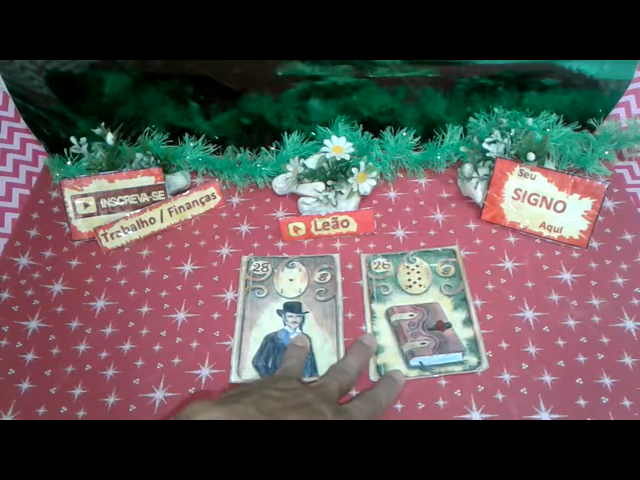 INSCREVA-SE
Trabalho / Finanças
Leão
Seu
SIGNO
Aqui
28
26